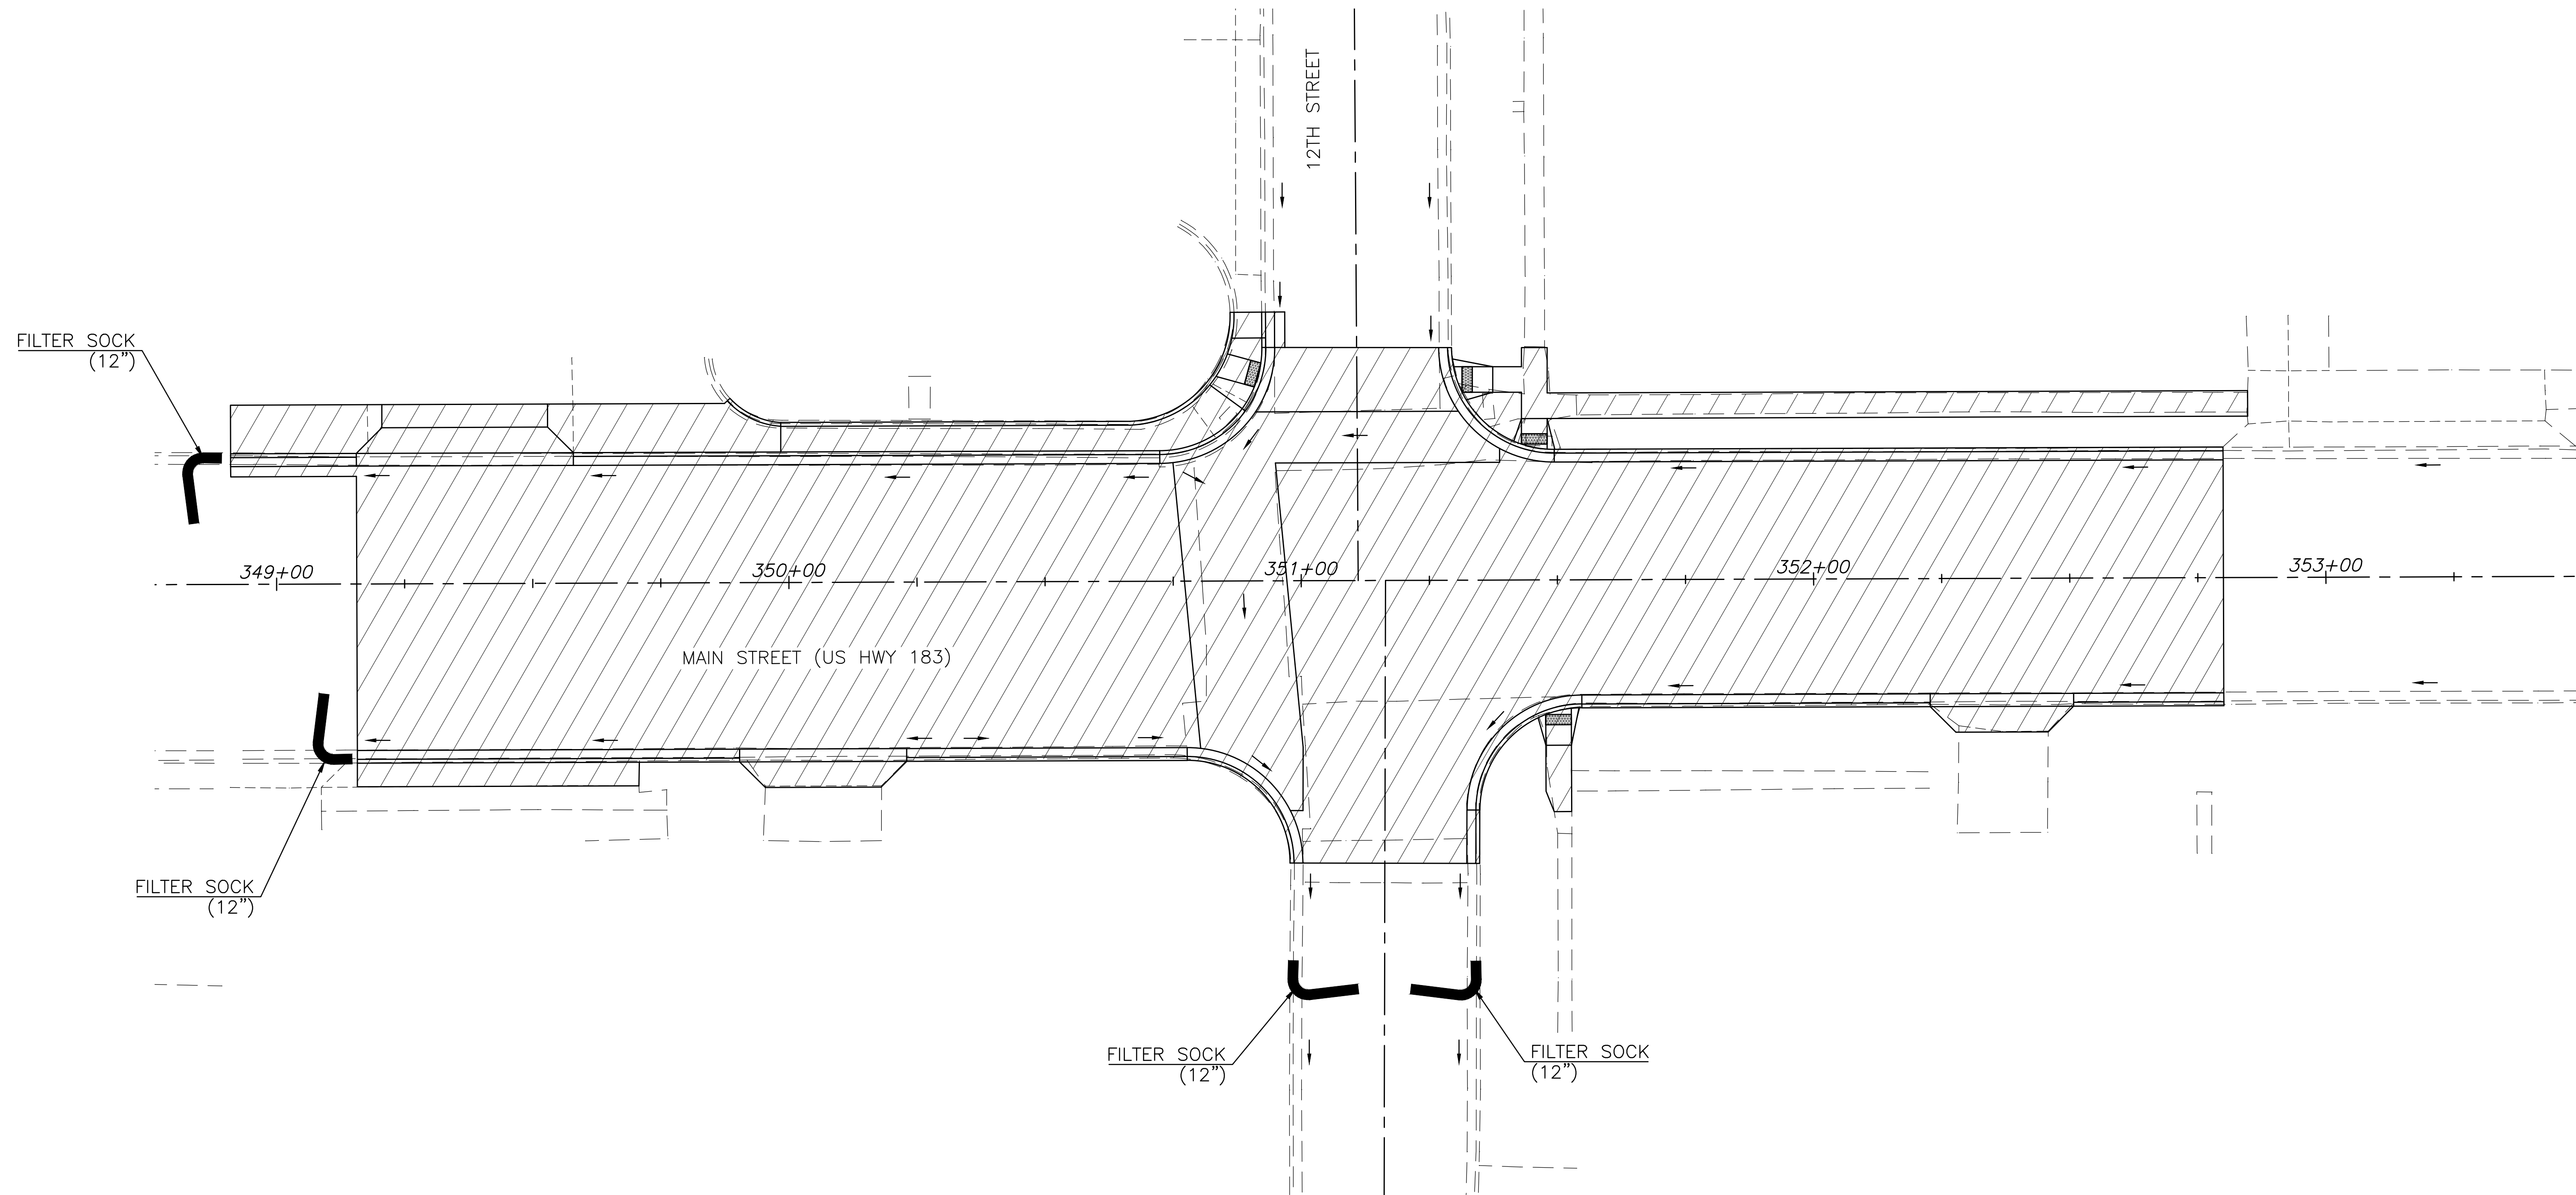 12TH STREET
FILTER SOCK
(12")
349+00
350+00
351+00
352+00
353+00
MAIN STREET (US HWY 183)
FILTER SOCK
(12")
FILTER SOCK
(12")
FILTER SOCK
(12")